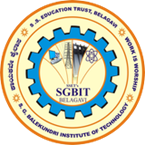 S. S. EDUCATION TRUST, BELAGAVI
WORK IS WORSHIP
SGBIT
BELAGAVI
S. G. BALEKUNDRI INSTITUTE OF TECHNOLOGY